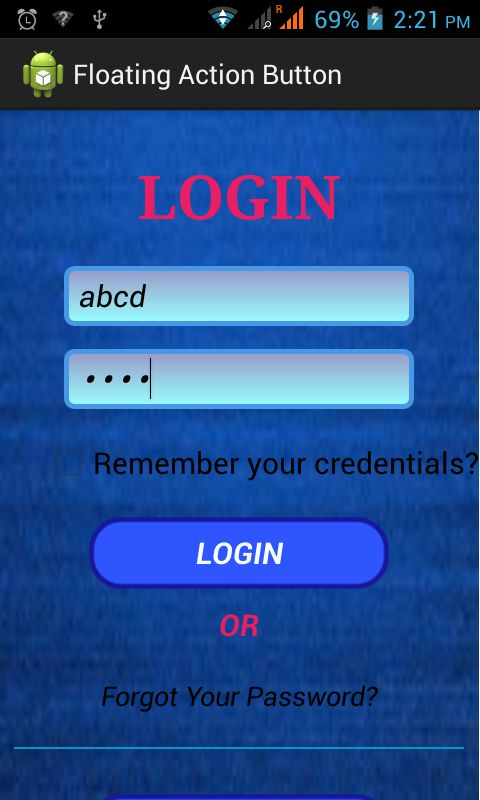 R
69% 2:21 PM
Floating Action Button
LOGIN
abcd
••••
Remember your credentials?
LOGIN
OR
Forgot Your Password?